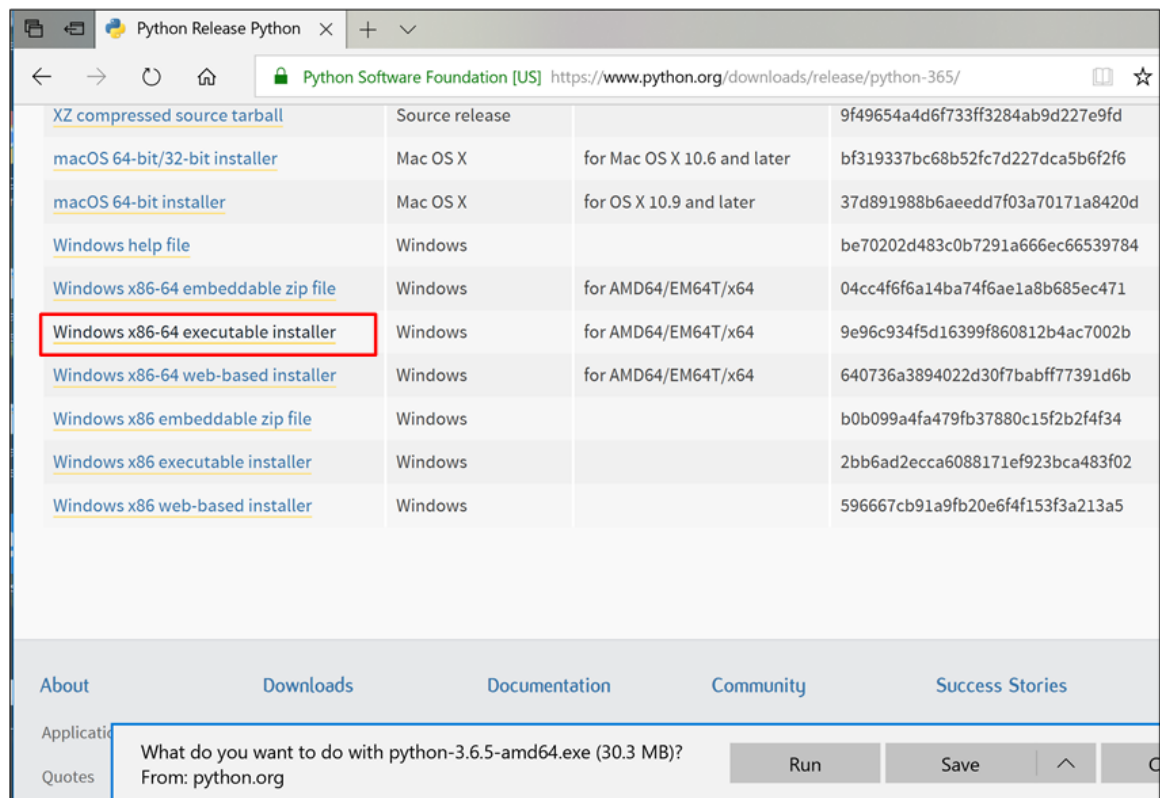 Python Release Python
Python Software Foundation [US] https://www.python.org/downloads/release/python-365/
XZ compressed source tarball Source release 9f49654a4d6f733ff3284ab9d227e9fd
macOS 64-bit/32-bit installer Mac OS X for Mac OS X 10.6 and later bf319337bc68b52fc7d227dca5b6f2f6
macOS 64-bit installer Mac OS X for OS X 10.9 and later 37d891988b6aeedd7f03a70171a8420d
Windows help file Windows be70202d483c0b7291a666ec66539784
Windows x86-64 embeddable zip file Windows for AMD64/EM64T/x64 04cc4f6f6a14ba74f6ae1a8b685ec471
Windows x86-64 executable installer Windows for AMD64/EM64T/x64 9e96c934f5d16399f860812b4ac7002b
Windows x86-64 web-based installer Windows for AMD64/EM64T/x64 640736a3894022d30f7babff77391d6b
Windows x86 embeddable zip file Windows b0b099a4fa479fb37880c15f2b2f4f34
Windows x86 executable installer Windows 2bb6ad2ecca6088171ef923bca483f02
Windows x86 web-based installer Windows 596667cb91a9fb20e6f4f153f3a213a5
About Downloads Documentation Community Success Stories
Applicatio
What do you want to do with python-3.6.5-amd64.exe (30.3 MB)?
Run Save C
Quotes From: python.org